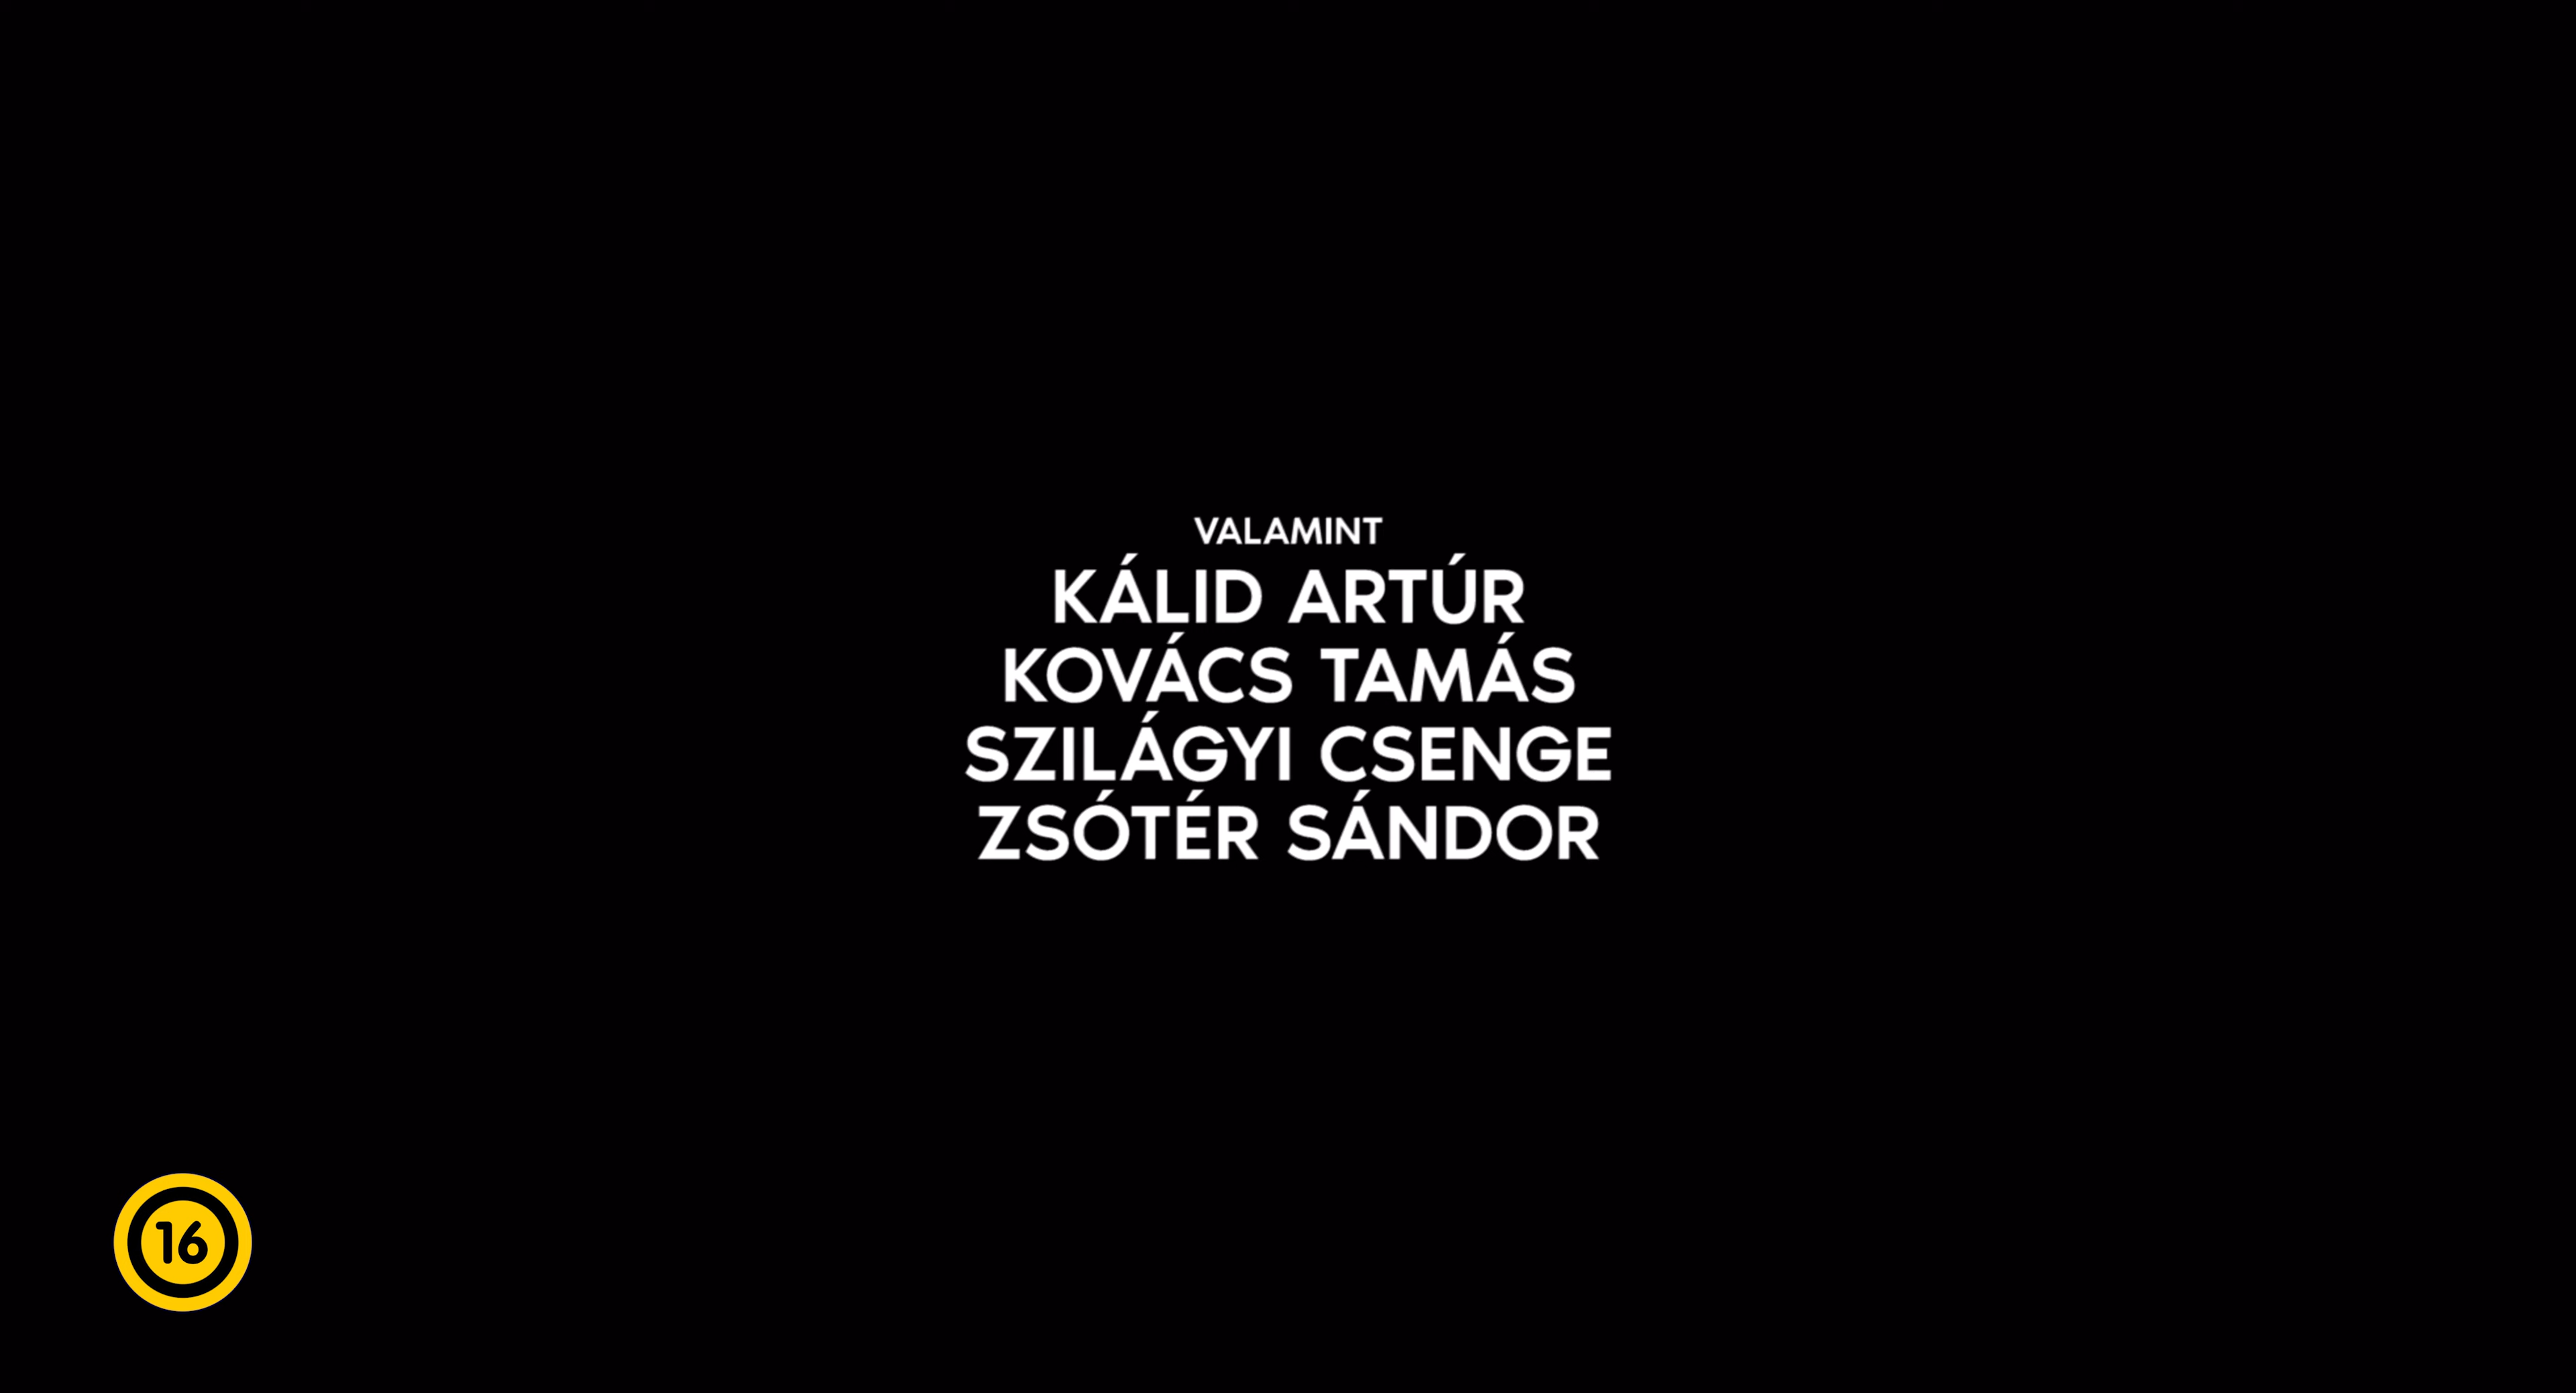 VALAMINT
KÁLID ARTÚR
KOVÁCS TAMÁS
SZILÁGYI CSENGE
ZSÓTÉR SÁNDOR
16